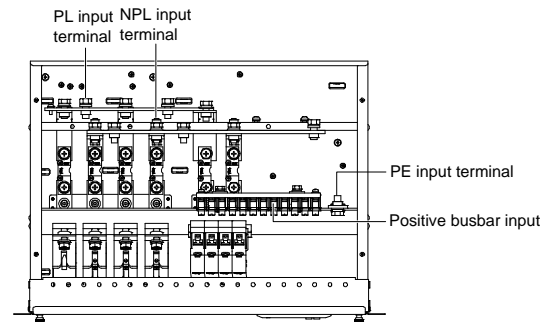 PL input
terminal
NPL input
terminal
PE input terminal
Positive busbar input